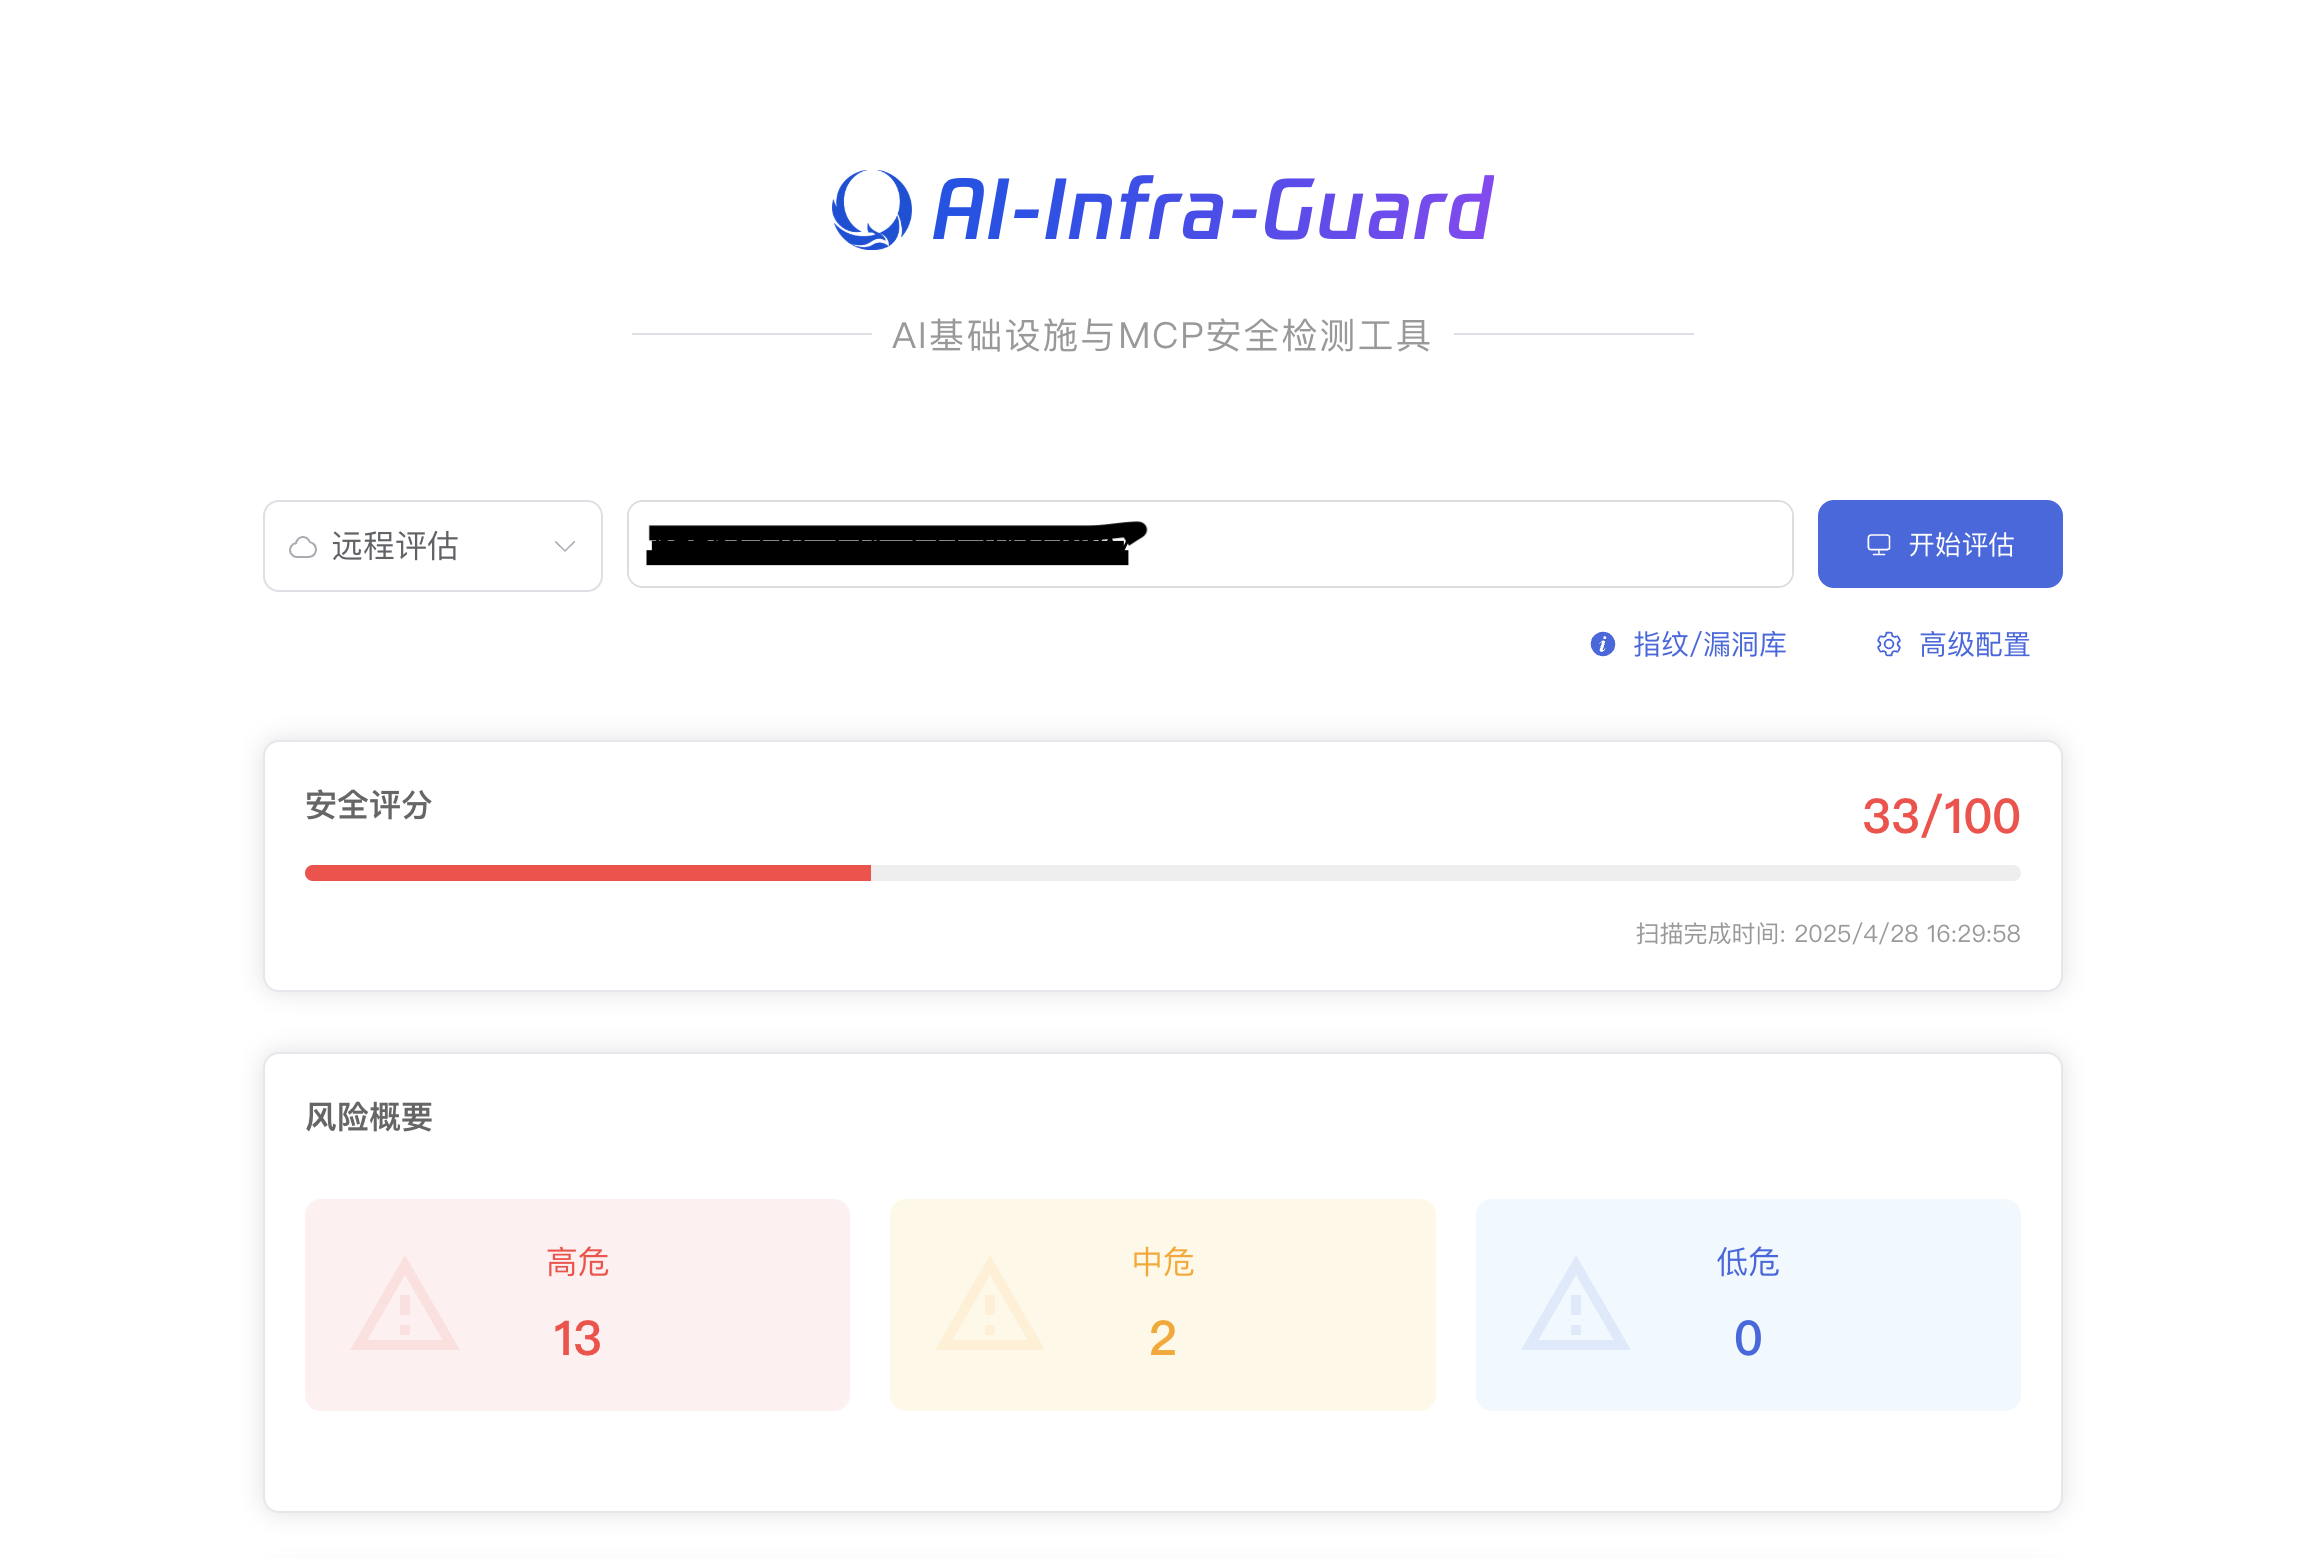 AI-Infra-Guard
AI基础设施与MCP安全检测工具
远程评估
开始评估
指纹/漏洞库
高级配置
安全评分
33/100
扫描完成时间: 2025/4/28 16:29:58
风险概要
高危
13
中危
2
低危
0